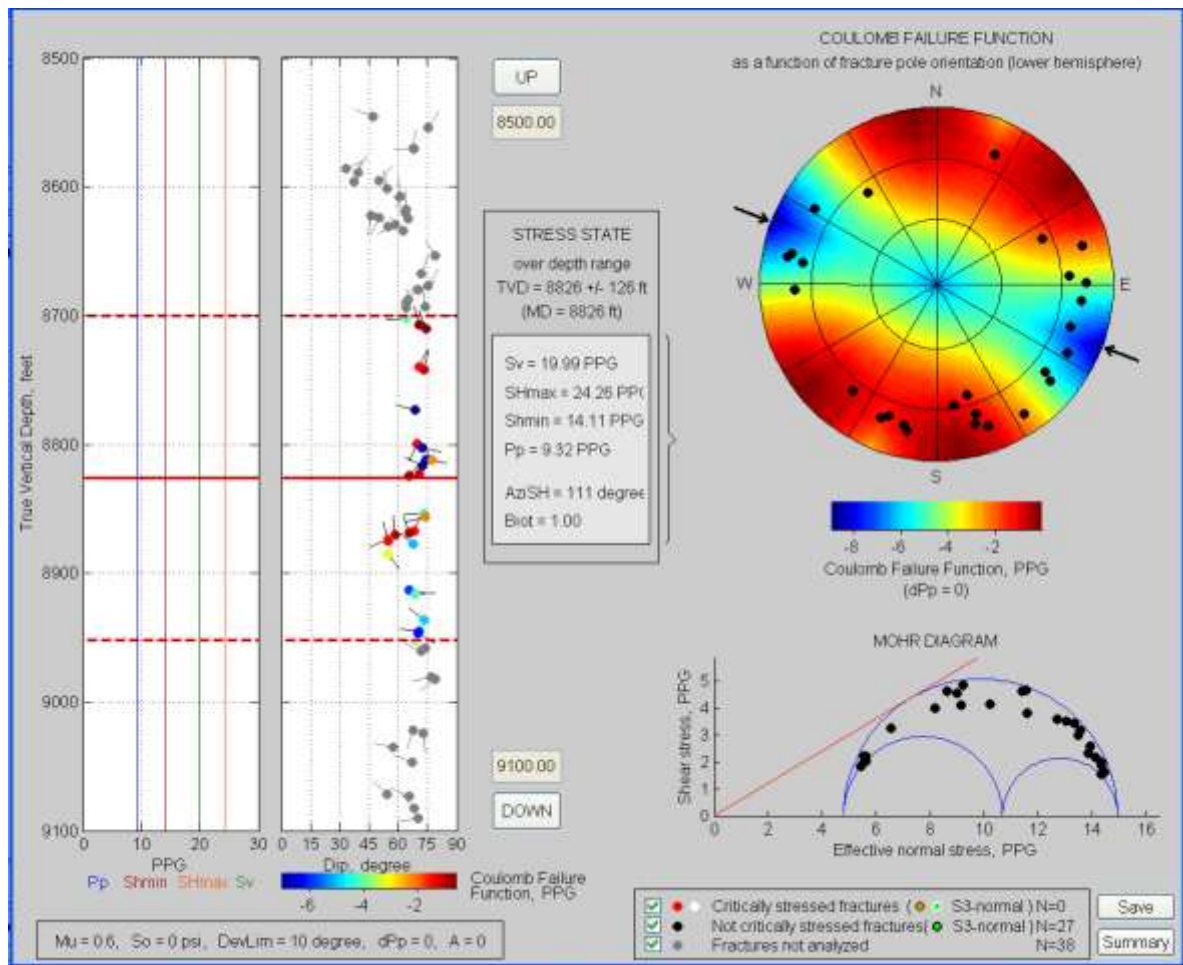 COULOMB FAILURE FUNCTION
as a function of fracture pole orientation (lower hemisphere)
N
W
E
S
-8 -6 -4 -2
Coulomb Failure Function, PPG
(dPp = 0)
UP
8500.00
STRESS STATE
over depth range
TVD = 8826 +/- 126 ft
(MD = 8826 ft)
Sv = 19.99 PPG
SHmax = 24.26 PPG
Shmin = 14.11 PPG
Pp = 9.32 PPG
AziSH = 111 degree
Biot = 1.00
9100.00
DOWN
True Vertical Depth, feet
8500
8600
8700
8800
8900
9000
9100
0 10 20 30
PPG
Pp Shmin SHmax Sv
0 15 30 45 60 75 90
Dip, degree
-6 -4 -2
Coulomb Failure
Function, PPG
Mu = 0.6, So = 0 psi, DevLim = 10 degree, dPp = 0, A = 0
MOHR DIAGRAM
Shear stress, PPG
5
4
3
2
1
0
0 2 4 6 8 10 12 14 16
Effective normal stress, PPG
Critically stressed fractures ( S3-normal ) N=0
Not critically stressed fractures( S3-normal ) N=27
Fractures not analyzed N=38
Save
Summary